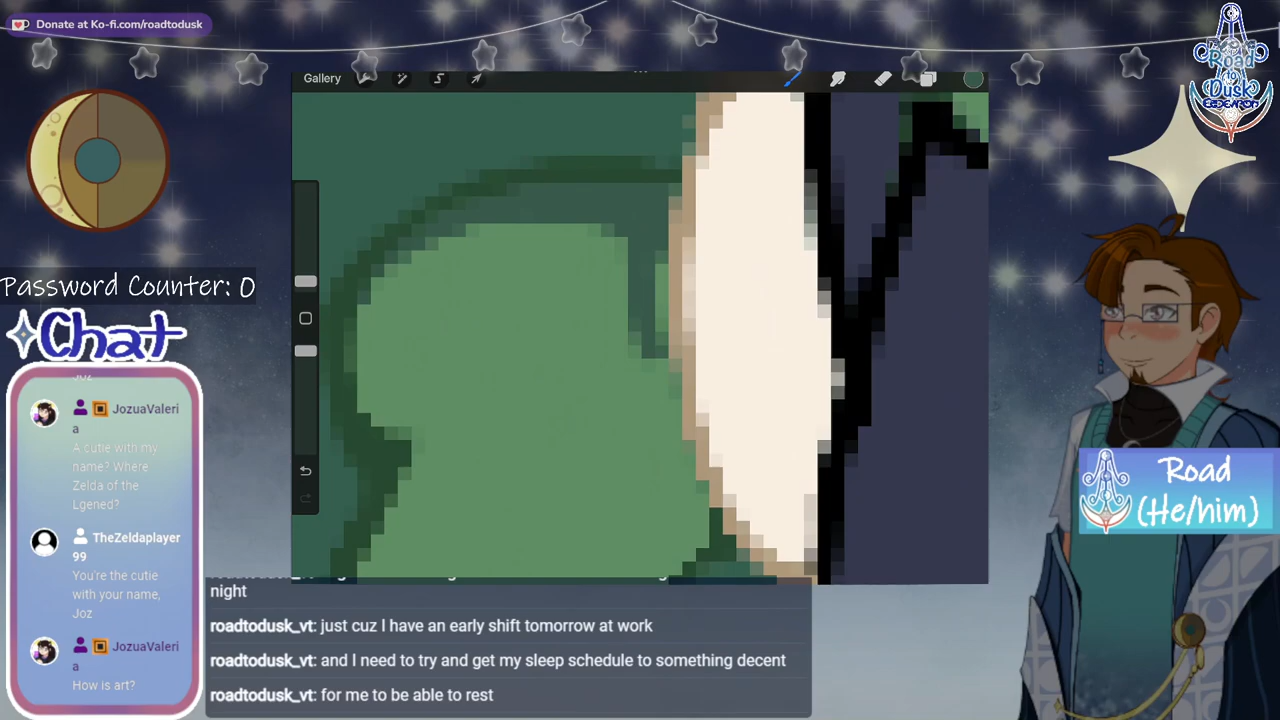 Donate at Ko-fi.com/roadtodusk
Gallery
Road
to
Dusk
Password Counter: 0
Chat
JozuaValeri
a
A cutie with my
name? Where
Zelda of the
Lgened?
TheZeldaplayer
99
You're the cutie
with your name,
Joz
JozuaValeri
a
How is art?
night
roadtodusk_vt: just cuz I have an early shift tomorrow at work
roadtodusk_vt: and I need to try and get my sleep schedule to something decent
roadtodusk_vt: for me to be able to rest
Road
(He/him)